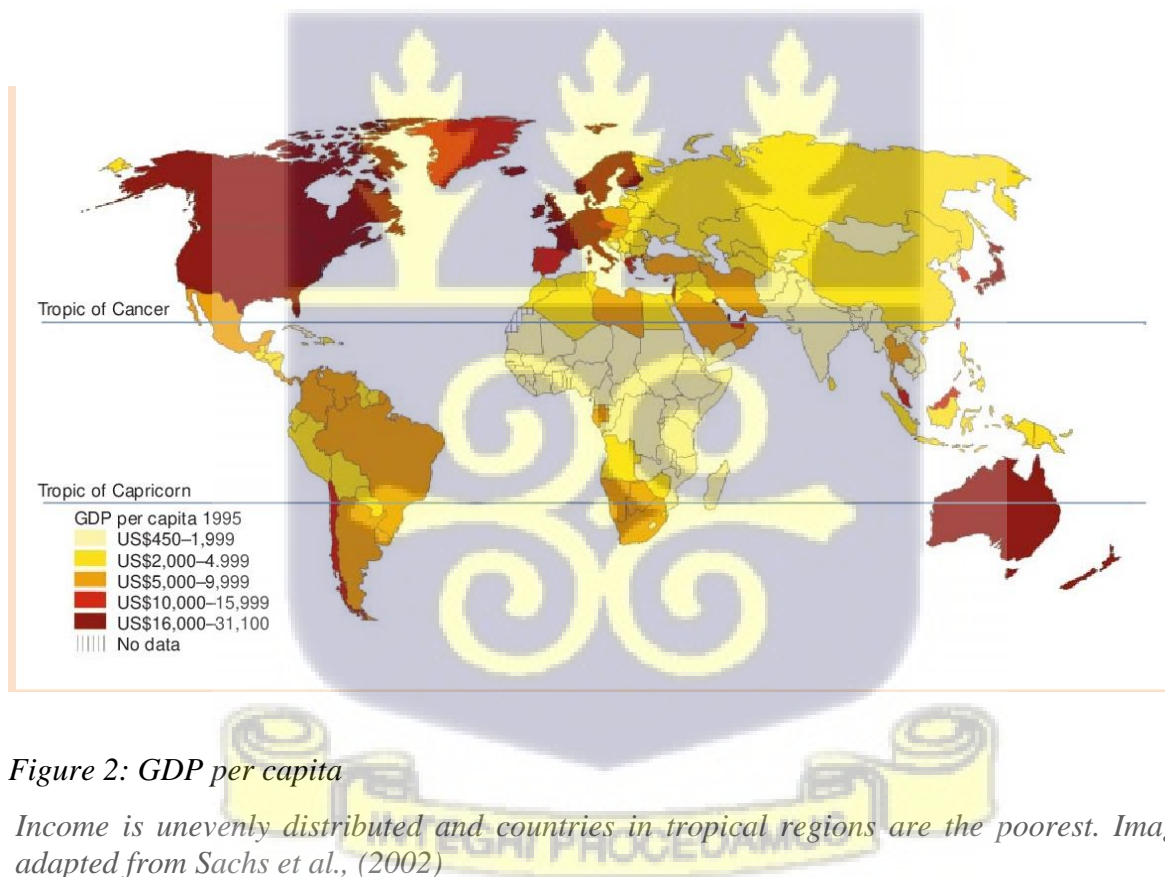 Tropic of Cancer
Tropic of Capricorn
GDP per capita 1995
US$450–1,999
US$2,000–4.999
US$5,000–9,999
US$10,000–15,999
US$16,000–31,100
No data
Figure 2: GDP per capita
Income is unevenly distributed and countries in tropical regions are the poorest. Imag
adapted from Sachs et al., (2002)
INTEGRI PROCEDAMUS